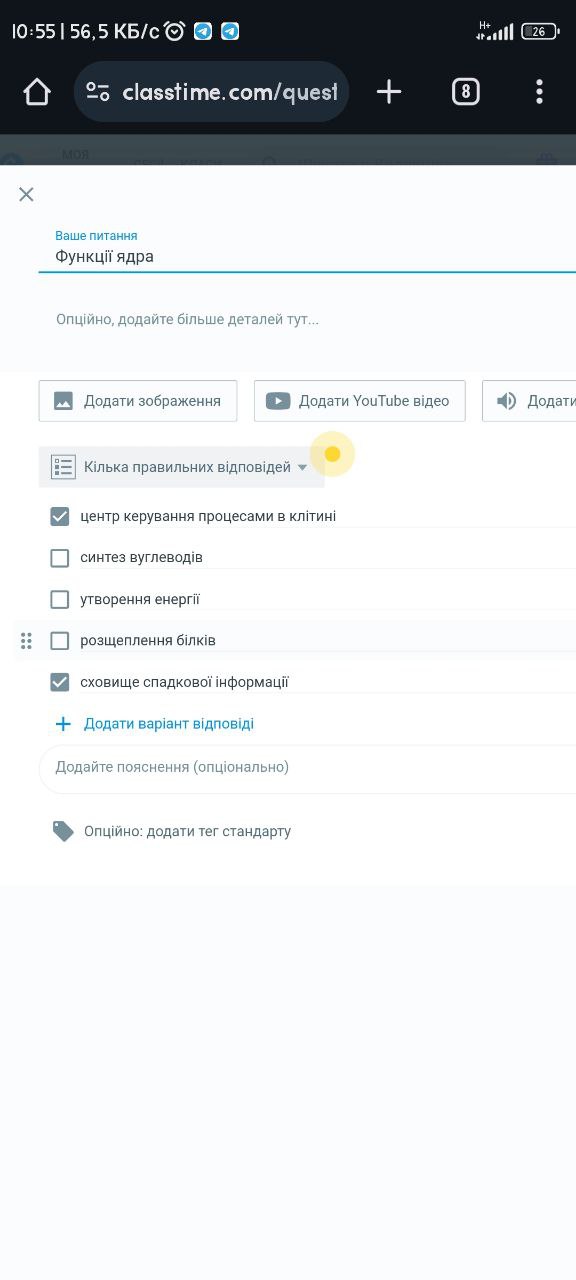 10:55 | 56,5 КБ/с H+ 26
classtime.com/quest 8
МОЯ
Ваше питання
Функції ядра
Опційно, додайте більше деталей тут...
Додати зображення Додати YouTube відео Додати
Кілька правильних відповідей
центр керування процесами в клітині
синтез вуглеводів
утворення енергії
розщеплення білків
сховище спадкової інформації
Додати варіант відповіді
Додайте пояснення (опціонально)
Опційно: додати тег стандарту